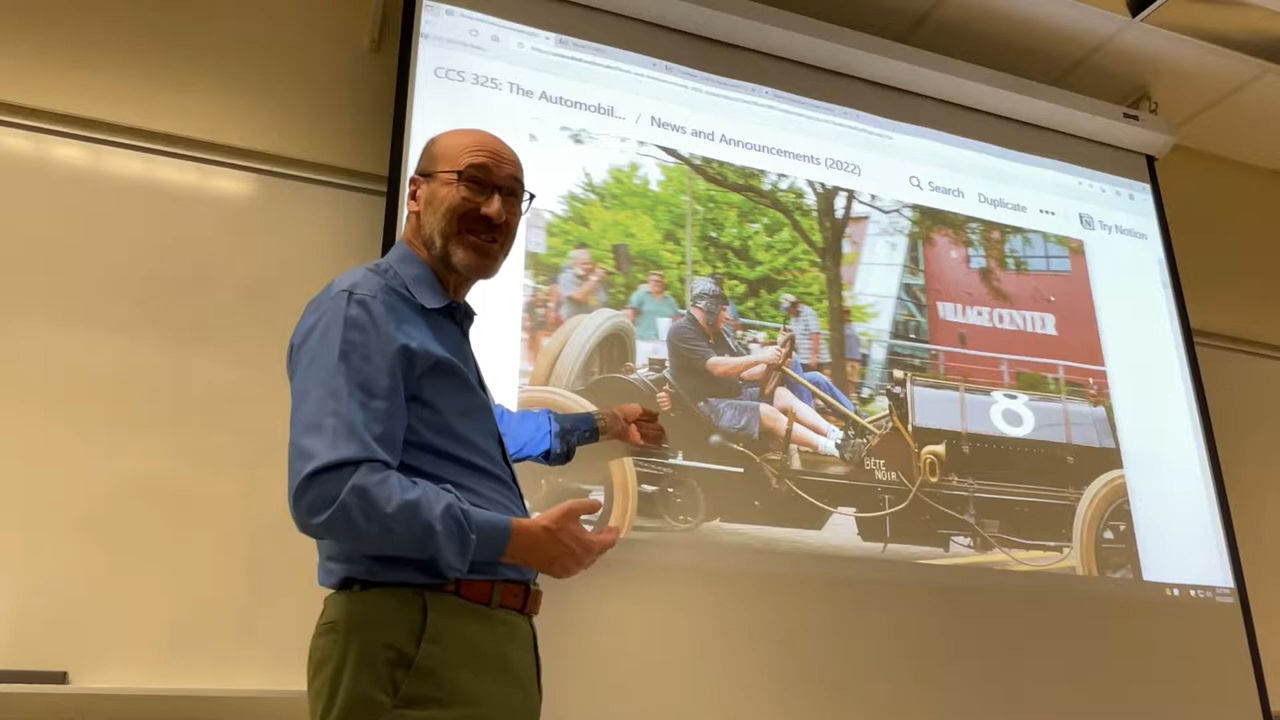 CCS 325: The Automobil... / News and Announcements (2022)
Search Duplicate •••
Try Notion
VILLAGE CENTER
8
BÊTE
NOIR